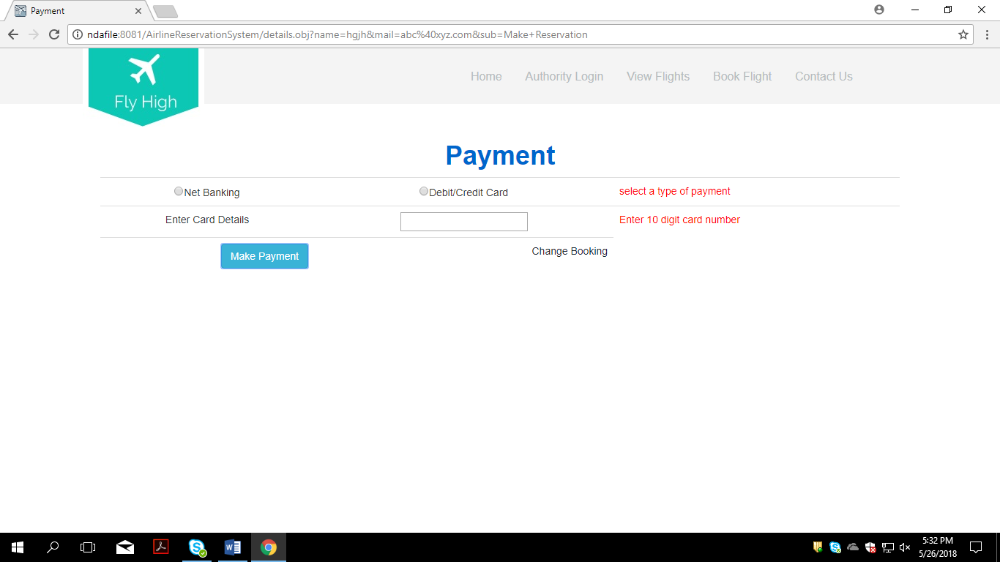 Payment
ndafile:8081/AirlineReservationSystem/details.obj?name=hgjh&mail=abc%40xyz.com&sub=Make+Reservation
Fly High
Home Authority Login View Flights Book Flight Contact Us
Payment
Net Banking Debit/Credit Card select a type of payment
Enter Card Details Enter 10 digit card number
Make Payment Change Booking
5:32 PM
5/26/2018